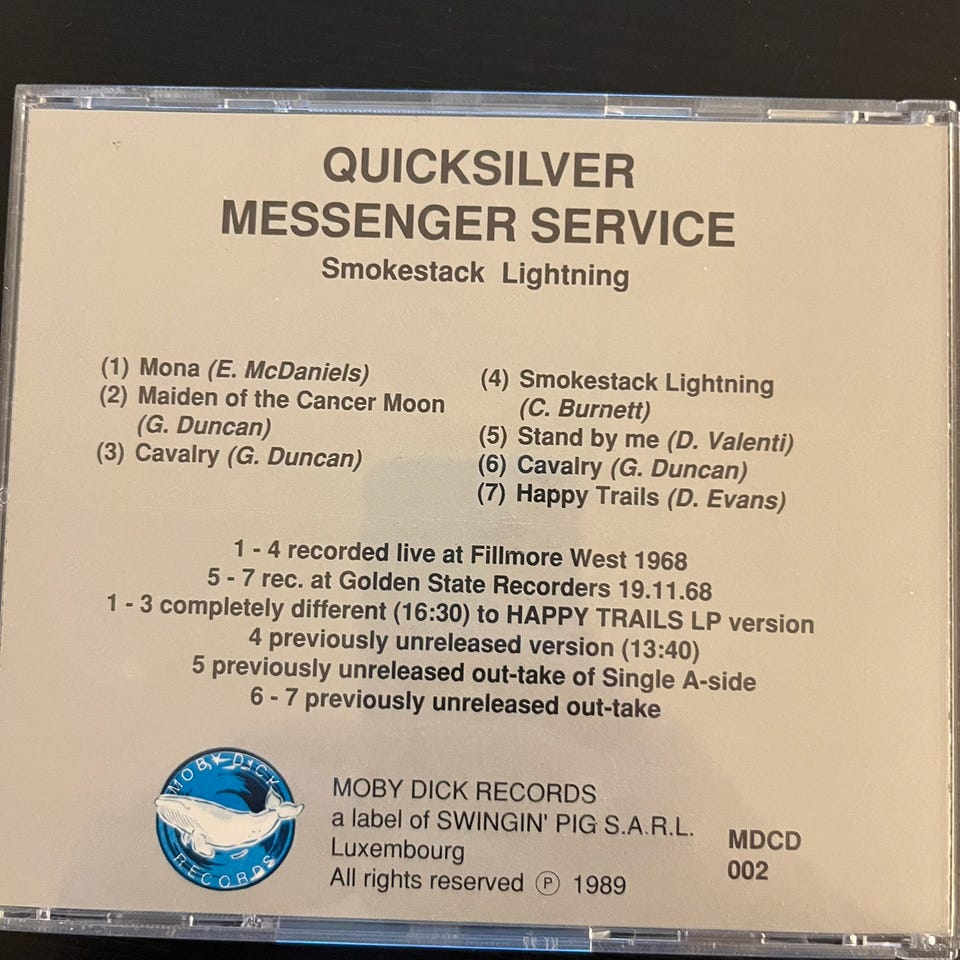 QUICKSILVER
MESSENGER SERVICE
Smokestack Lightning
(1) Mona (E. McDaniels)
(2) Maiden of the Cancer Moon
(G. Duncan)
(3) Cavalry (G. Duncan)
(4) Smokestack Lightning
(C. Burnett)
(5) Stand by me (D. Valenti)
(6) Cavalry (G. Duncan)
(7) Happy Trails (D. Evans)
1 - 4 recorded live at Fillmore West 1968
5 - 7 rec. at Golden State Recorders 19.11.68
1 - 3 completely different (16:30) to HAPPY TRAILS LP version
4 previously unreleased version (13:40)
5 previously unreleased out-take of Single A-side
6 - 7 previously unreleased out-take
MOBY DICK
RECORDS
MOBY DICK RECORDS
a label of SWINGIN' PIG S.A.R.L.
Luxembourg
All rights reserved Ⓟ 1989
MDCD
002